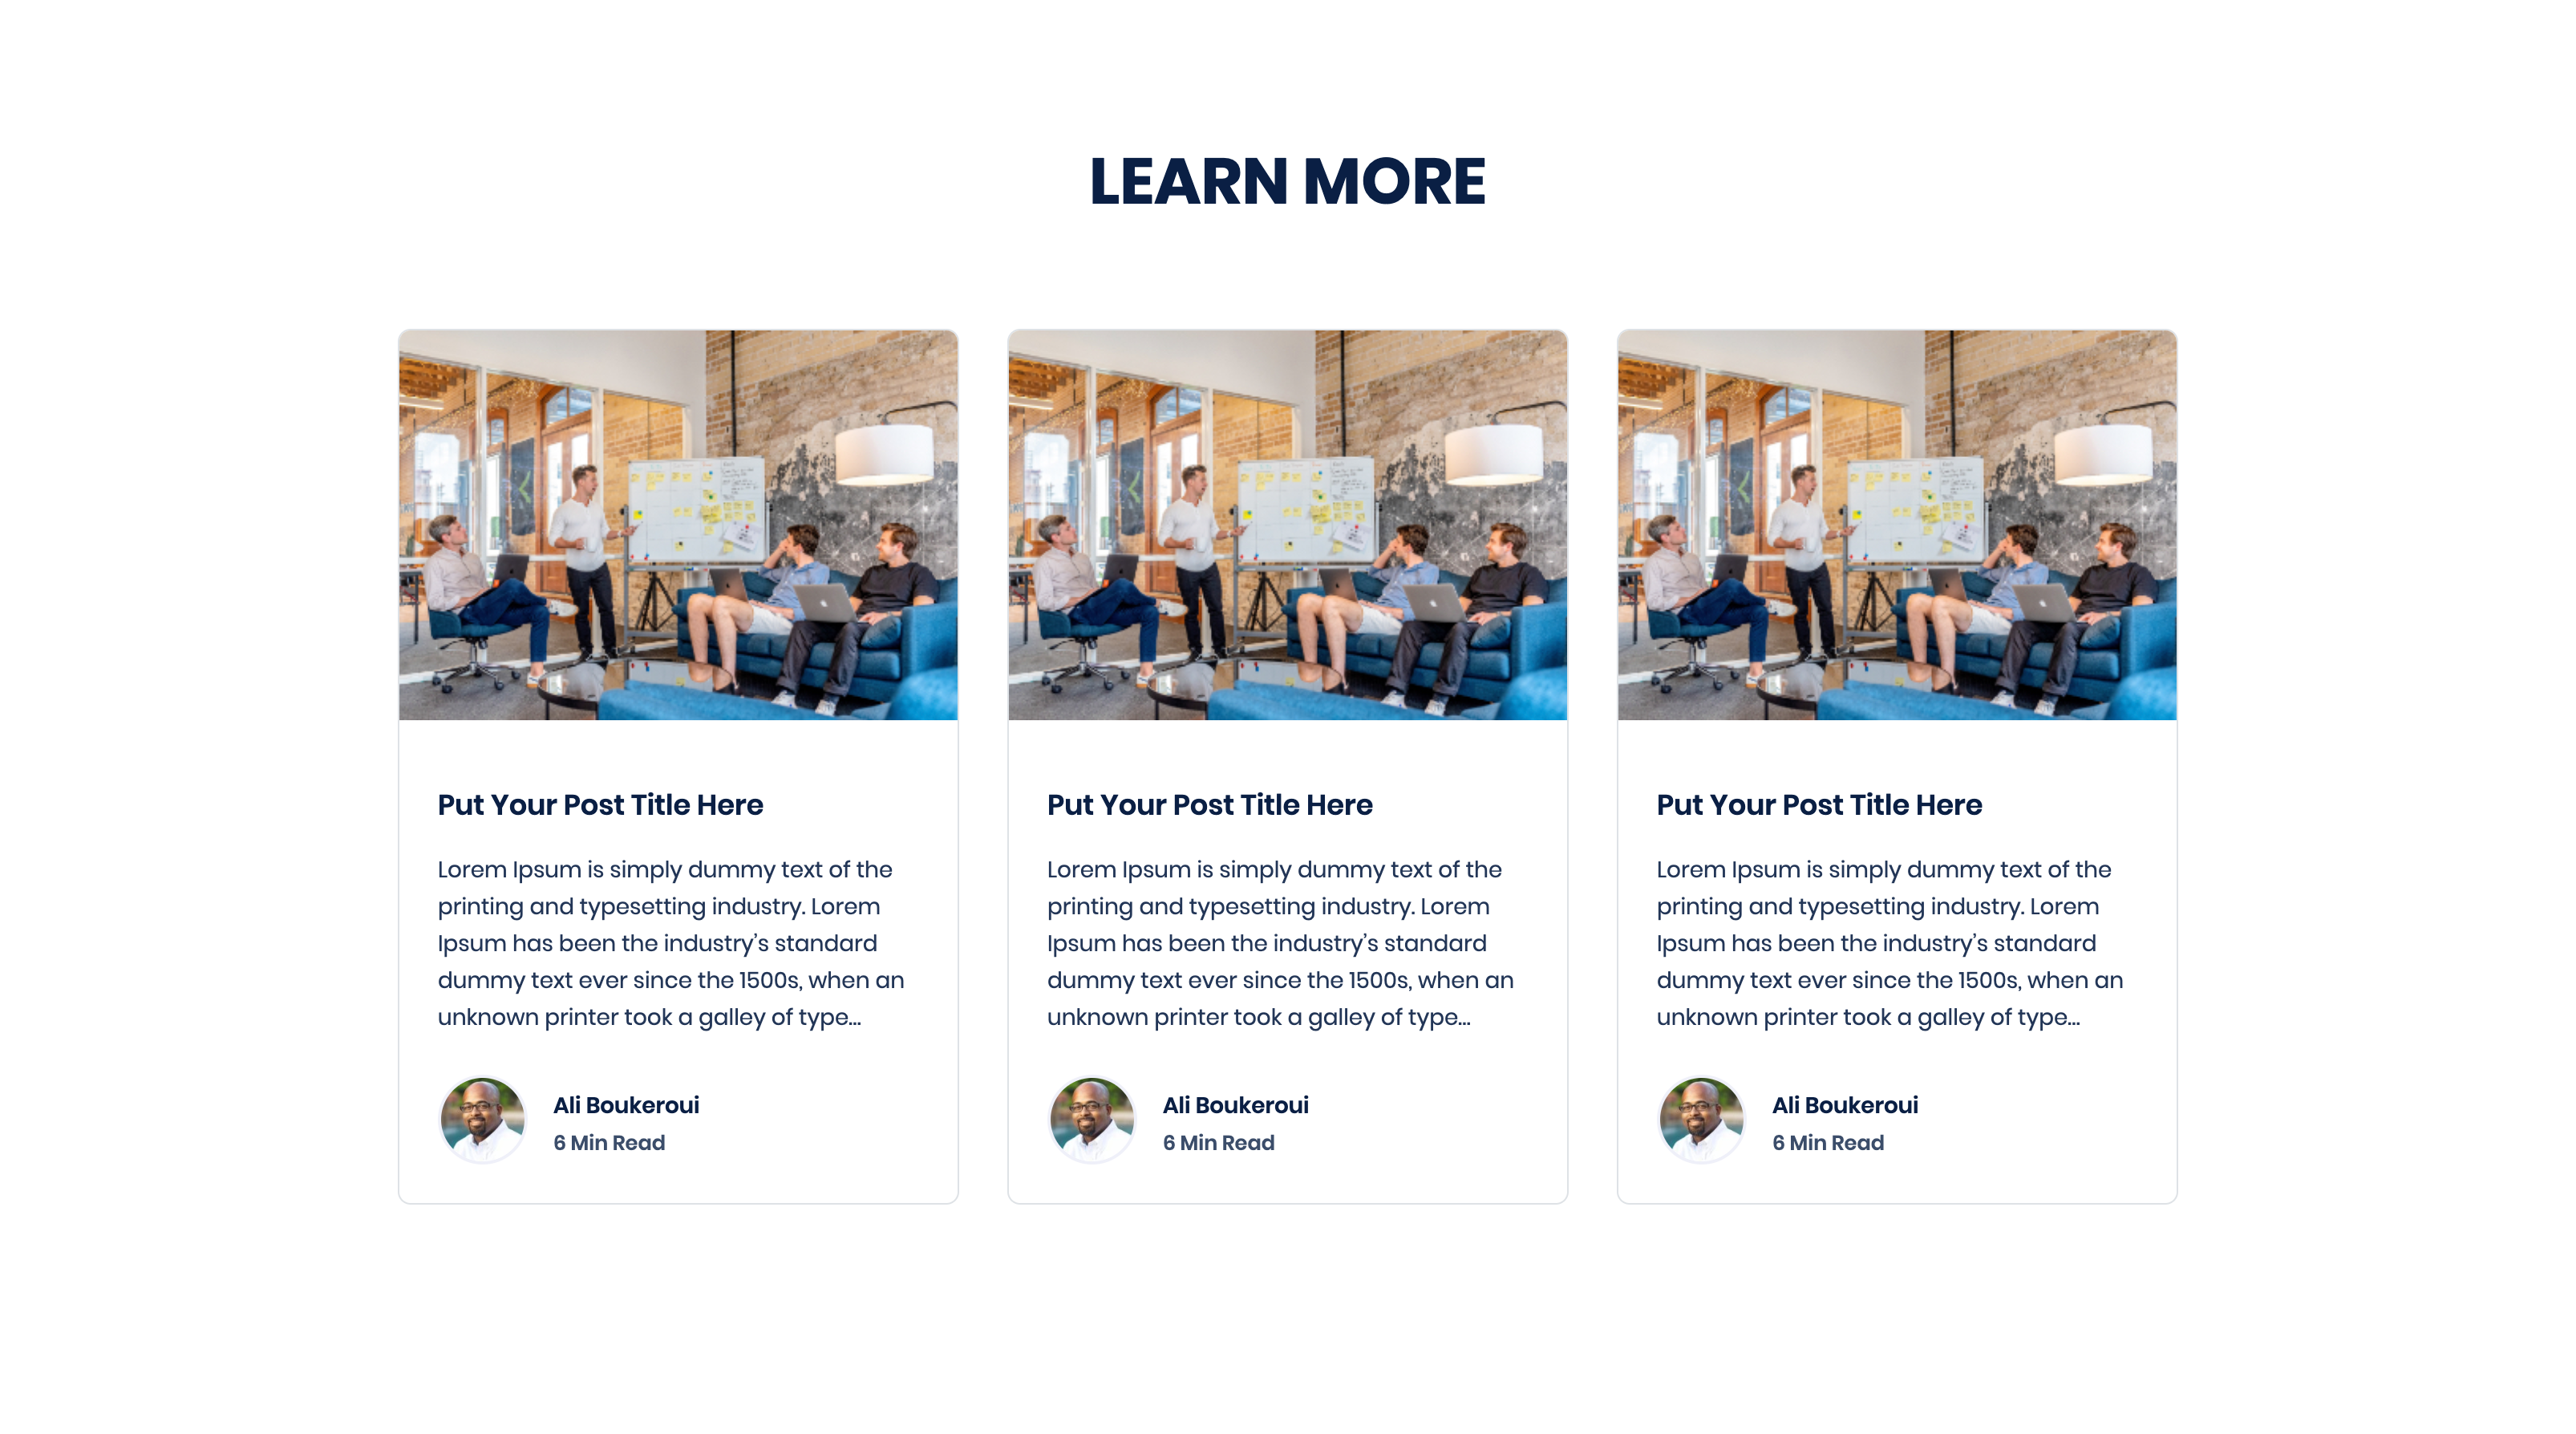 LEARN MORE
Put Your Post Title Here
Lorem Ipsum is simply dummy text of the
printing and typesetting industry. Lorem
Ipsum has been the industry's standard
dummy text ever since the 1500s, when an
unknown printer took a galley of type...
Ali Boukeroui
6 Min Read
Put Your Post Title Here
Lorem Ipsum is simply dummy text of the
printing and typesetting industry. Lorem
Ipsum has been the industry's standard
dummy text ever since the 1500s, when an
unknown printer took a galley of type...
Ali Boukeroui
6 Min Read
Put Your Post Title Here
Lorem Ipsum is simply dummy text of the
printing and typesetting industry. Lorem
Ipsum has been the industry's standard
dummy text ever since the 1500s, when an
unknown printer took a galley of type...
Ali Boukeroui
6 Min Read